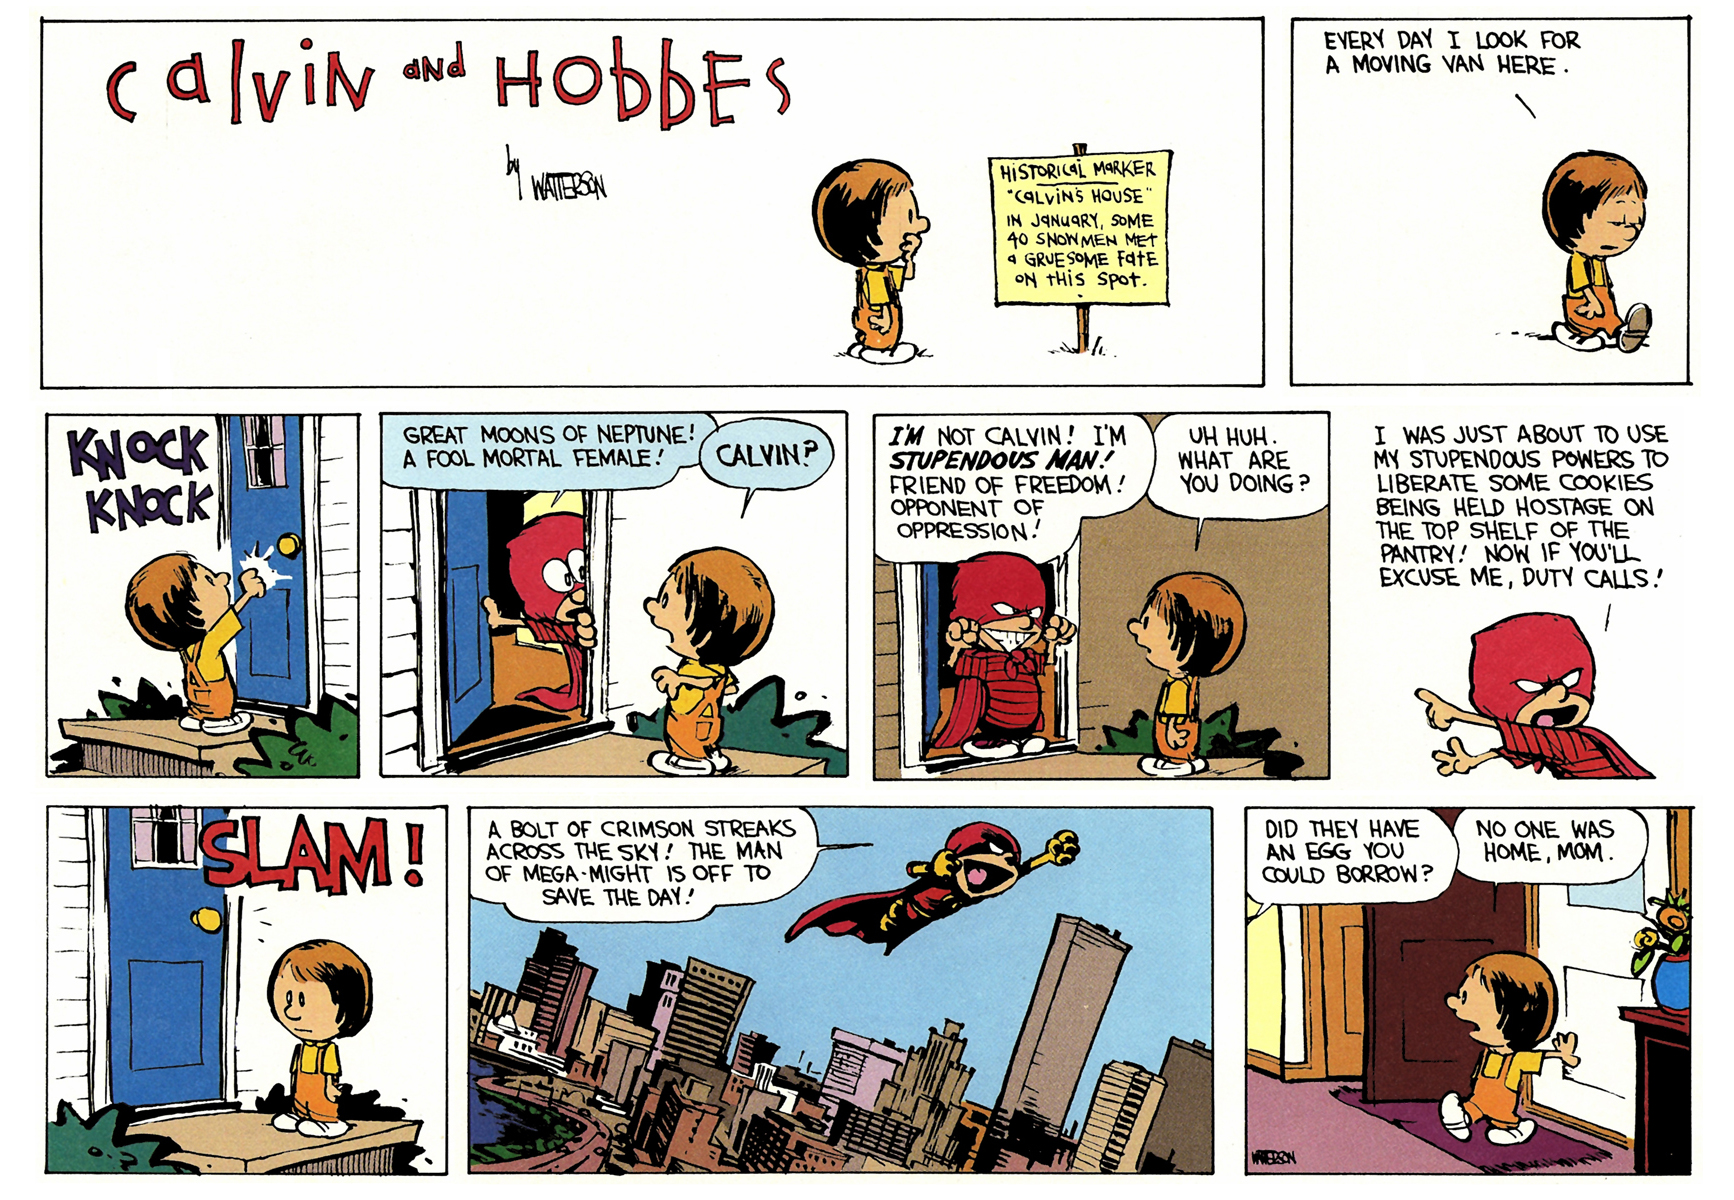 Calvin and Hobbes
by WATTERSON
HISTORICAL MARKER
"CALVIN'S HOUSE"
IN JANUARY, SOME
40 SNOWMEN MET
A GRUESOME FATE
ON THIS SPOT.
EVERY DAY I LOOK FOR
A MOVING VAN HERE.
KNOCK
KNOCK
GREAT MOONS OF NEPTUNE!
A FOOL MORTAL FEMALE!
CALVIN?
I'M NOT CALVIN! I'M
STUPENDOUS MAN!
FRIEND OF FREEDOM!
OPPONENT OF
OPPRESSION!
UH HUH.
WHAT ARE
YOU DOING?
I WAS JUST ABOUT TO USE
MY STUPENDOUS POWERS TO
LIBERATE SOME COOKIES
BEING HELD HOSTAGE ON
THE TOP SHELF OF THE
PANTRY! NOW IF YOU'LL
EXCUSE ME, DUTY CALLS!
SLAM!
A BOLT OF CRIMSON STREAKS
ACROSS THE SKY! THE MAN
OF MEGA-MIGHT IS OFF TO
SAVE THE DAY!
DID THEY HAVE
AN EGG YOU
COULD BORROW?
NO ONE WAS
HOME, MOM.
WATTERSON